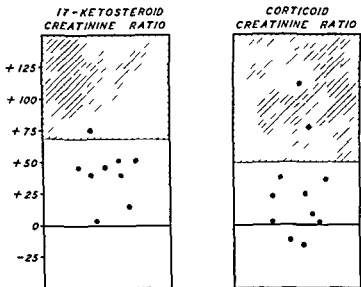 17-KETOSTEROID
CREATININE RATIO
CORTICOID
CREATININE RATIO
+125
+100
+75
+50
+25
0
-25